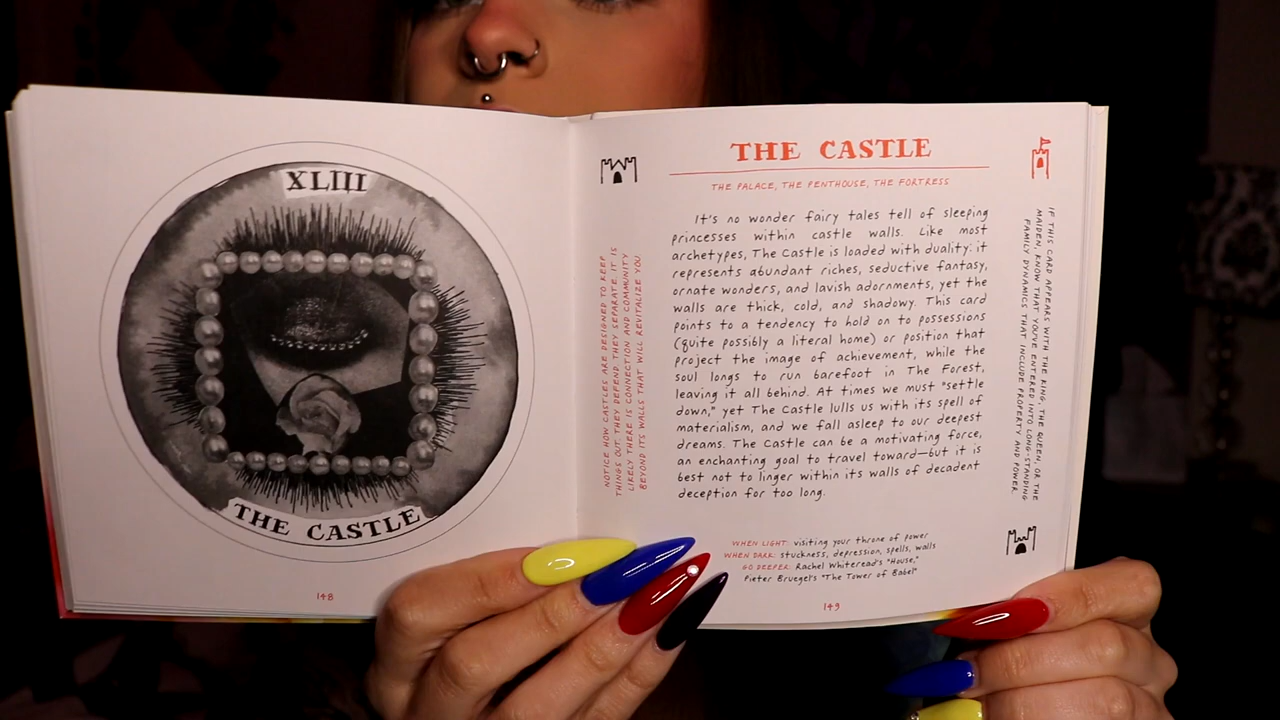 XLIII
THE CASTLE
148
THE CASTLE
THE PALACE, THE PENTHOUSE, THE FORTRESS
It's no wonder fairy tales tell of sleeping
princesses within castle walls. Like most
archetypes, The Castle is loaded with duality: it
represents abundant riches, seductive fantasy,
ornate wonders, and lavish adornments, yet the
walls are thick, cold, and shadowy. This card
points to a tendency to hold on to possessions
(quite possibly a literal home) or position that
project the image of achievement, while the
soul longs to run barefoot in The Forest,
leaving it all behind. At times we must "settle
down," yet The Castle lulls us with its spell of
materialism, and we fall asleep to our deepest
dreams. The Castle can be a motivating force,
an enchanting goal to travel toward—but it is
best not to linger within its walls of decadent
deception for too long.
NOTICE HOW CASTLES ARE DESIGNED TO KEEP
THINGS OUT. THEY DEFEND, THEY SEPARATE. IT IS
LIKELY THERE IS CONNECTION AND COMMUNITY
BEYOND ITS WALLS THAT WILL REVITALIZE YOU
IF THIS CARD APPEARS WITH THE KING, THE QUEEN, OR THE
MAIDEN, KNOW THAT YOU'VE ENTERED INTO LONG-STANDING
FAMILY DYNAMICS THAT INCLUDE PROPERTY AND POWER
WHEN LIGHT: visiting your throne of power
WHEN DARK: stuckness, depression, spells, walls
GO DEEPER: Rachel Whiteread's "House,"
Pieter Bruegel's "The Tower of Babel"
149